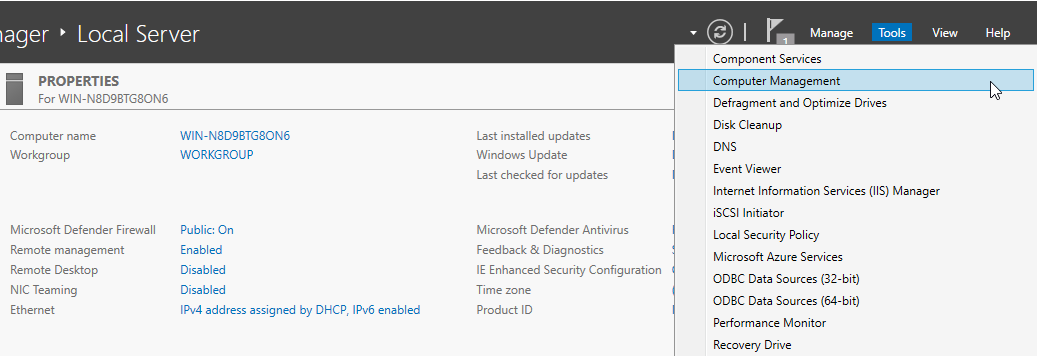 nager ‣ Local Server
1 Manage Tools View Help
PROPERTIES
For WIN-N8D9BTG8ON6
Computer name WIN-N8D9BTG8ON6 Last installed updates
Workgroup WORKGROUP Windows Update
Last checked for updates
Microsoft Defender Firewall Public: On Microsoft Defender Antivirus
Remote management Enabled Feedback & Diagnostics
Remote Desktop Disabled IE Enhanced Security Configuration
NIC Teaming Disabled Time zone
Ethernet IPv4 address assigned by DHCP, IPv6 enabled Product ID
Component Services
Computer Management
Defragment and Optimize Drives
Disk Cleanup
DNS
Event Viewer
Internet Information Services (IIS) Manager
iSCSI Initiator
Local Security Policy
Microsoft Azure Services
ODBC Data Sources (32-bit)
ODBC Data Sources (64-bit)
Performance Monitor
Recovery Drive